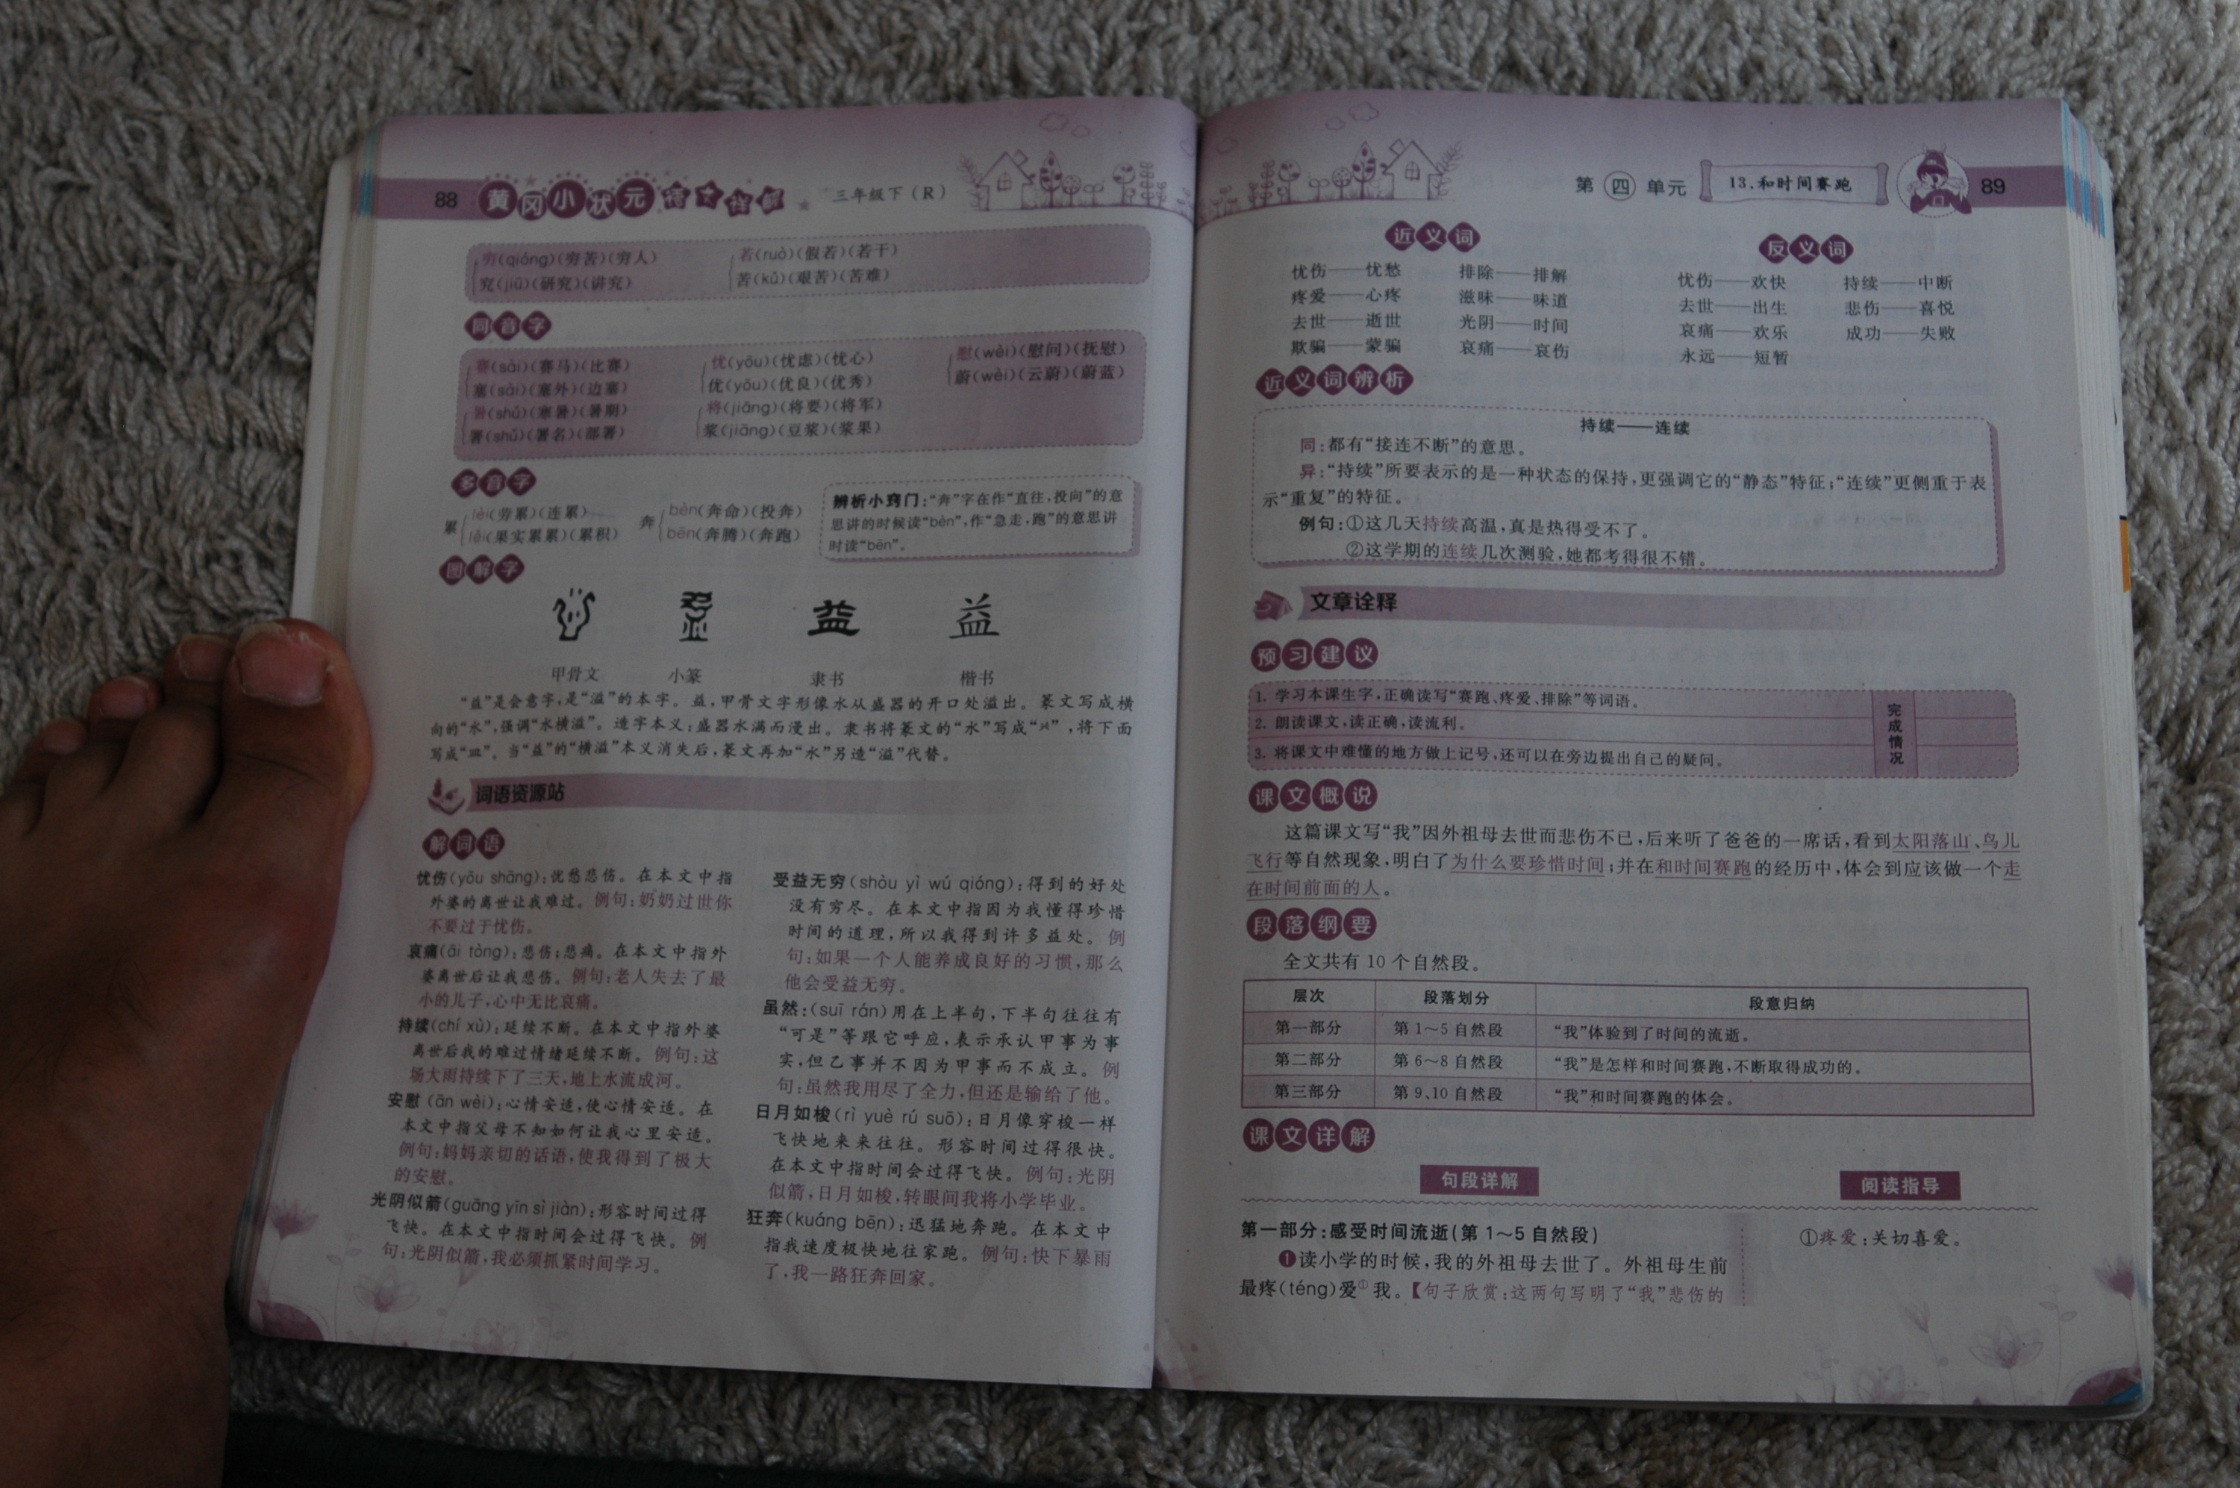 88 黄冈小状元 详解 三年级下(R)
穷(qióng)(穷苦)(穷人)
究(jiū)(研究)(讲究)
若(ruò)(假若)(若干)
苦(kǔ)(艰苦)(苦难)
同音字
赛(sài)(赛马)(比赛)
塞(sài)(塞外)(边塞)
暑(shǔ)(寒暑)(暑期)
署(shǔ)(署名)(部署)
忧(yōu)(忧虑)(忧心)
优(yōu)(优良)(优秀)
将(jiāng)(将要)(将军)
浆(jiāng)(豆浆)(浆果)
慰(wèi)(慰问)(抚慰)
蔚(wèi)(云蔚)(蔚蓝)
多音字
累 lèi(劳累)(连累)
léi(果实累累)(累积)
奔 bèn(奔命)(投奔)
bēn(奔腾)(奔跑)
辨析小窍门:“奔”字在作“直往,投向”的意
思讲的时候读“bèn”,作“急走,跑”的意思讲
时读“bēn”。
图解字
益 益
甲骨文 小篆 隶书 楷书
“益”是会意字,是“溢”的本字。益,甲骨文字形像水从盛器的开口处溢出。篆文写成横
向的“水”,强调“水横溢”。造字本义:盛器水满而漫出。隶书将篆文的“水”写成“”,将下面
写成“皿”。当“益”的“横溢”本义消失后,篆文再加“水”另造“溢”代替。
词语资源站
解词语
忧伤(yōu shāng):忧愁悲伤。在本文中指
外婆的离世让我难过。例句:奶奶过世你
不要过于忧伤。
哀痛(āi tòng):悲伤;悲痛。在本文中指外
婆离世后让我悲伤。例句:老人失去了最
小的儿子,心中无比哀痛。
持续(chí xù):延续不断。在本文中指外婆
离世后我的难过情绪延续不断。例句:这
场大雨持续下了三天,地上水流成河。
安慰(ān wèi):心情安适,使心情安适。在
本文中指父母不知如何让我心里安适。
例句:妈妈亲切的话语,使我得到了极大
的安慰。
光阴似箭(guāng yīn sì jiàn):形容时间过得
飞快。在本文中指时间会过得飞快。例
句:光阴似箭,我必须抓紧时间学习。
受益无穷(shòu yì wú qióng):得到的好处
没有穷尽。在本文中指因为我懂得珍惜
时间的道理,所以我得到许多益处。例
句:如果一个人能养成良好的习惯,那么
他会受益无穷。
虽然:(suī rán)用在上半句,下半句往往有
“可是”等跟它呼应,表示承认甲事为事
实,但乙事并不因为甲事而不成立。例
句:虽然我用尽了全力,但还是输给了他。
日月如梭(rì yuè rú suō):日月像穿梭一样
飞快地来来往往。形容时间过得很快。
在本文中指时间会过得飞快。例句:光阴
似箭,日月如梭,转眼间我将小学毕业。
狂奔(kuáng bēn):迅猛地奔跑。在本文中
指我速度极快地往家跑。例句:快下暴雨
了,我一路狂奔回家。
第四单元 13.和时间赛跑 89
近义词
忧伤——忧愁 排除——排解
疼爱——心疼 滋味——味道
去世——逝世 光阴——时间
欺骗——蒙骗 哀痛——哀伤
反义词
忧伤——欢快 持续——中断
去世——出生 悲伤——喜悦
哀痛——欢乐 成功——失败
永远——短暂
近义词辨析
持续——连续
同:都有“接连不断”的意思。
异:“持续”所要表示的是一种状态的保持,更强调它的“静态”特征;“连续”更侧重于表
示“重复”的特征。
例句:①这几天持续高温,真是热得受不了。
②这学期的连续几次测验,她都考得很不错。
文章诠释
预习建议
1. 学习本课生字,正确读写“赛跑、疼爱、排除”等词语。
2. 朗读课文,读正确,读流利。
3. 将课文中难懂的地方做上记号,还可以在旁边提出自己的疑问。
完成情况
课文概说
这篇课文写“我”因外祖母去世而悲伤不已,后来听了爸爸的一席话,看到太阳落山、鸟儿
飞行等自然现象,明白了为什么要珍惜时间;并在和时间赛跑的经历中,体会到应该做一个走
在时间前面的人。
段落纲要
全文共有 10 个自然段。
层次 段落划分 段意归纳
第一部分 第 1~5 自然段 “我”体验到了时间的流逝。
第二部分 第 6~8 自然段 “我”是怎样和时间赛跑,不断取得成功的。
第三部分 第 9、10 自然段 “我”和时间赛跑的体会。
课文详解
句段详解 阅读指导
第一部分:感受时间流逝(第 1~5 自然段)
❶读小学的时候,我的外祖母去世了。外祖母生前
最疼(téng)爱①我。【句子欣赏:这两句写明了“我”悲伤的
①疼爱:关切喜爱。